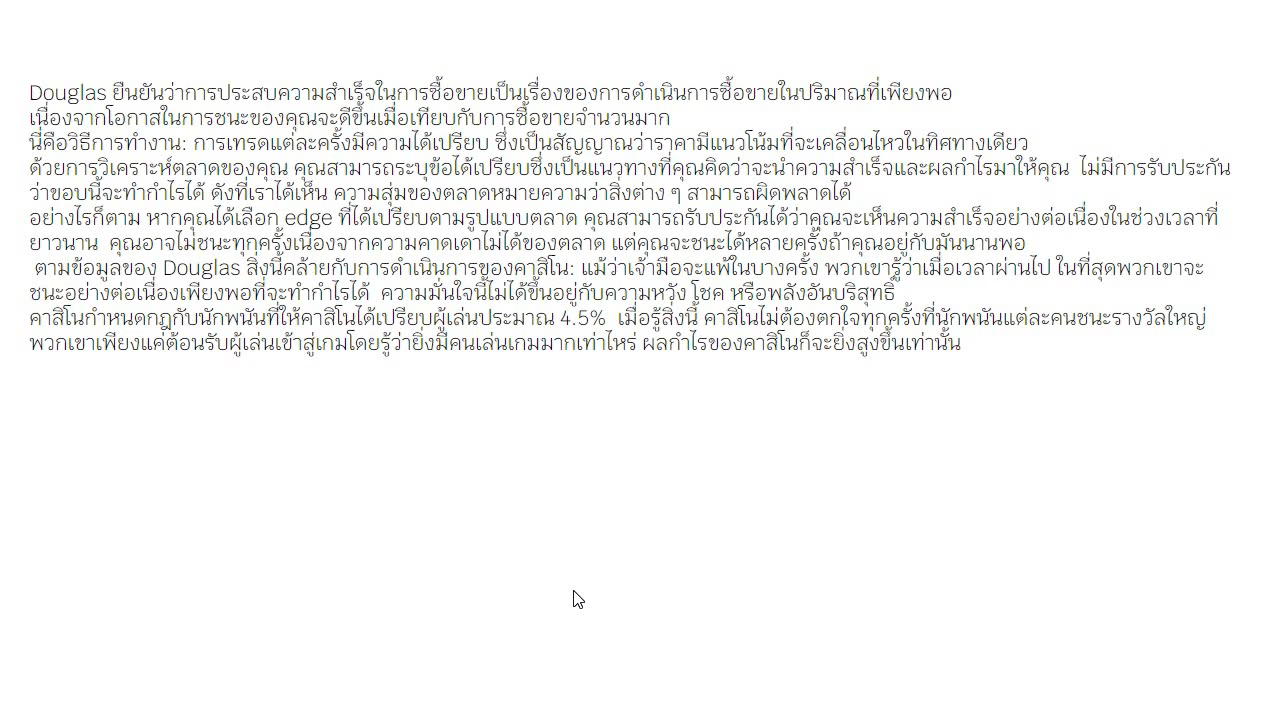 Douglas ยืนยันว่าการประสบความสำเร็จในการซื้อขายเป็นเรื่องของการดำเนินการซื้อขายในปริมาณที่เพียงพอ
เนื่องจากโอกาสในการชนะของคุณจะดีขึ้นเมื่อเทียบกับการซื้อขายจำนวนมาก
นี่คือวิธีการทำงาน: การเทรดแต่ละครั้งมีความได้เปรียบ ซึ่งเป็นสัญญาณว่าราคามีแนวโน้มที่จะเคลื่อนไหวในทิศทางเดียว
ด้วยการวิเคราะห์ตลาดของคุณ คุณสามารถระบุข้อได้เปรียบซึ่งเป็นแนวทางที่คุณคิดว่าจะนำความสำเร็จและผลกำไรมาให้คุณ ไม่มีการรับประกัน
ว่าขอบนี้จะทำกำไรได้ ดังที่เราได้เห็น ความสุ่มของตลาดหมายความว่าสิ่งต่าง ๆ สามารถผิดพลาดได้
อย่างไรก็ตาม หากคุณได้เลือก edge ที่ได้เปรียบตามรูปแบบตลาด คุณสามารถรับประกันได้ว่าคุณจะเห็นความสำเร็จอย่างต่อเนื่องในช่วงเวลาที่
ยาวนาน คุณอาจไม่ชนะทุกครั้งเนื่องจากความคาดเดาไม่ได้ของตลาด แต่คุณจะชนะได้หลายครั้งถ้าคุณอยู่กับมันนานพอ
ตามข้อมูลของ Douglas สิ่งนี้คล้ายกับการดำเนินการของคาสิโน: แม้ว่าเจ้ามือจะแพ้ในบางครั้ง พวกเขารู้ว่าเมื่อเวลาผ่านไป ในที่สุดพวกเขาจะ
ชนะอย่างต่อเนื่องเพียงพอที่จะทำกำไรได้ ความมั่นใจนี้ไม่ได้ขึ้นอยู่กับความหวัง โชค หรือพลังอันบริสุทธิ์
คาสิโนกำหนดกฎกับนักพนันที่ให้คาสิโนได้เปรียบผู้เล่นประมาณ 4.5% เมื่อรู้สิ่งนี้ คาสิโนไม่ต้องตกใจทุกครั้งที่นักพนันแต่ละคนชนะรางวัลใหญ่
พวกเขาเพียงแค่ต้อนรับผู้เล่นเข้าสู่เกมโดยรู้ว่ายิ่งมีคนเล่นเกมมากเท่าไหร่ ผลกำไรของคาสิโนก็จะยิ่งสูงขึ้นเท่านั้น